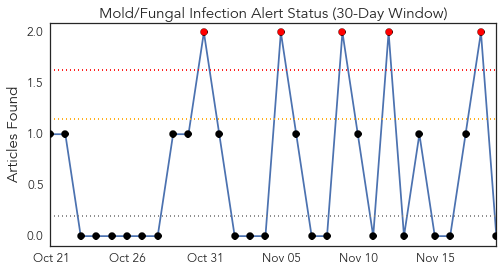 Mold/Fungal Infection Alert Status (30-Day Window)
Articles Found
2.0
1.5
1.0
0.5
0.0
Oct 21
Oct 26
Oct 31
Nov 05
Nov 10
Nov 15